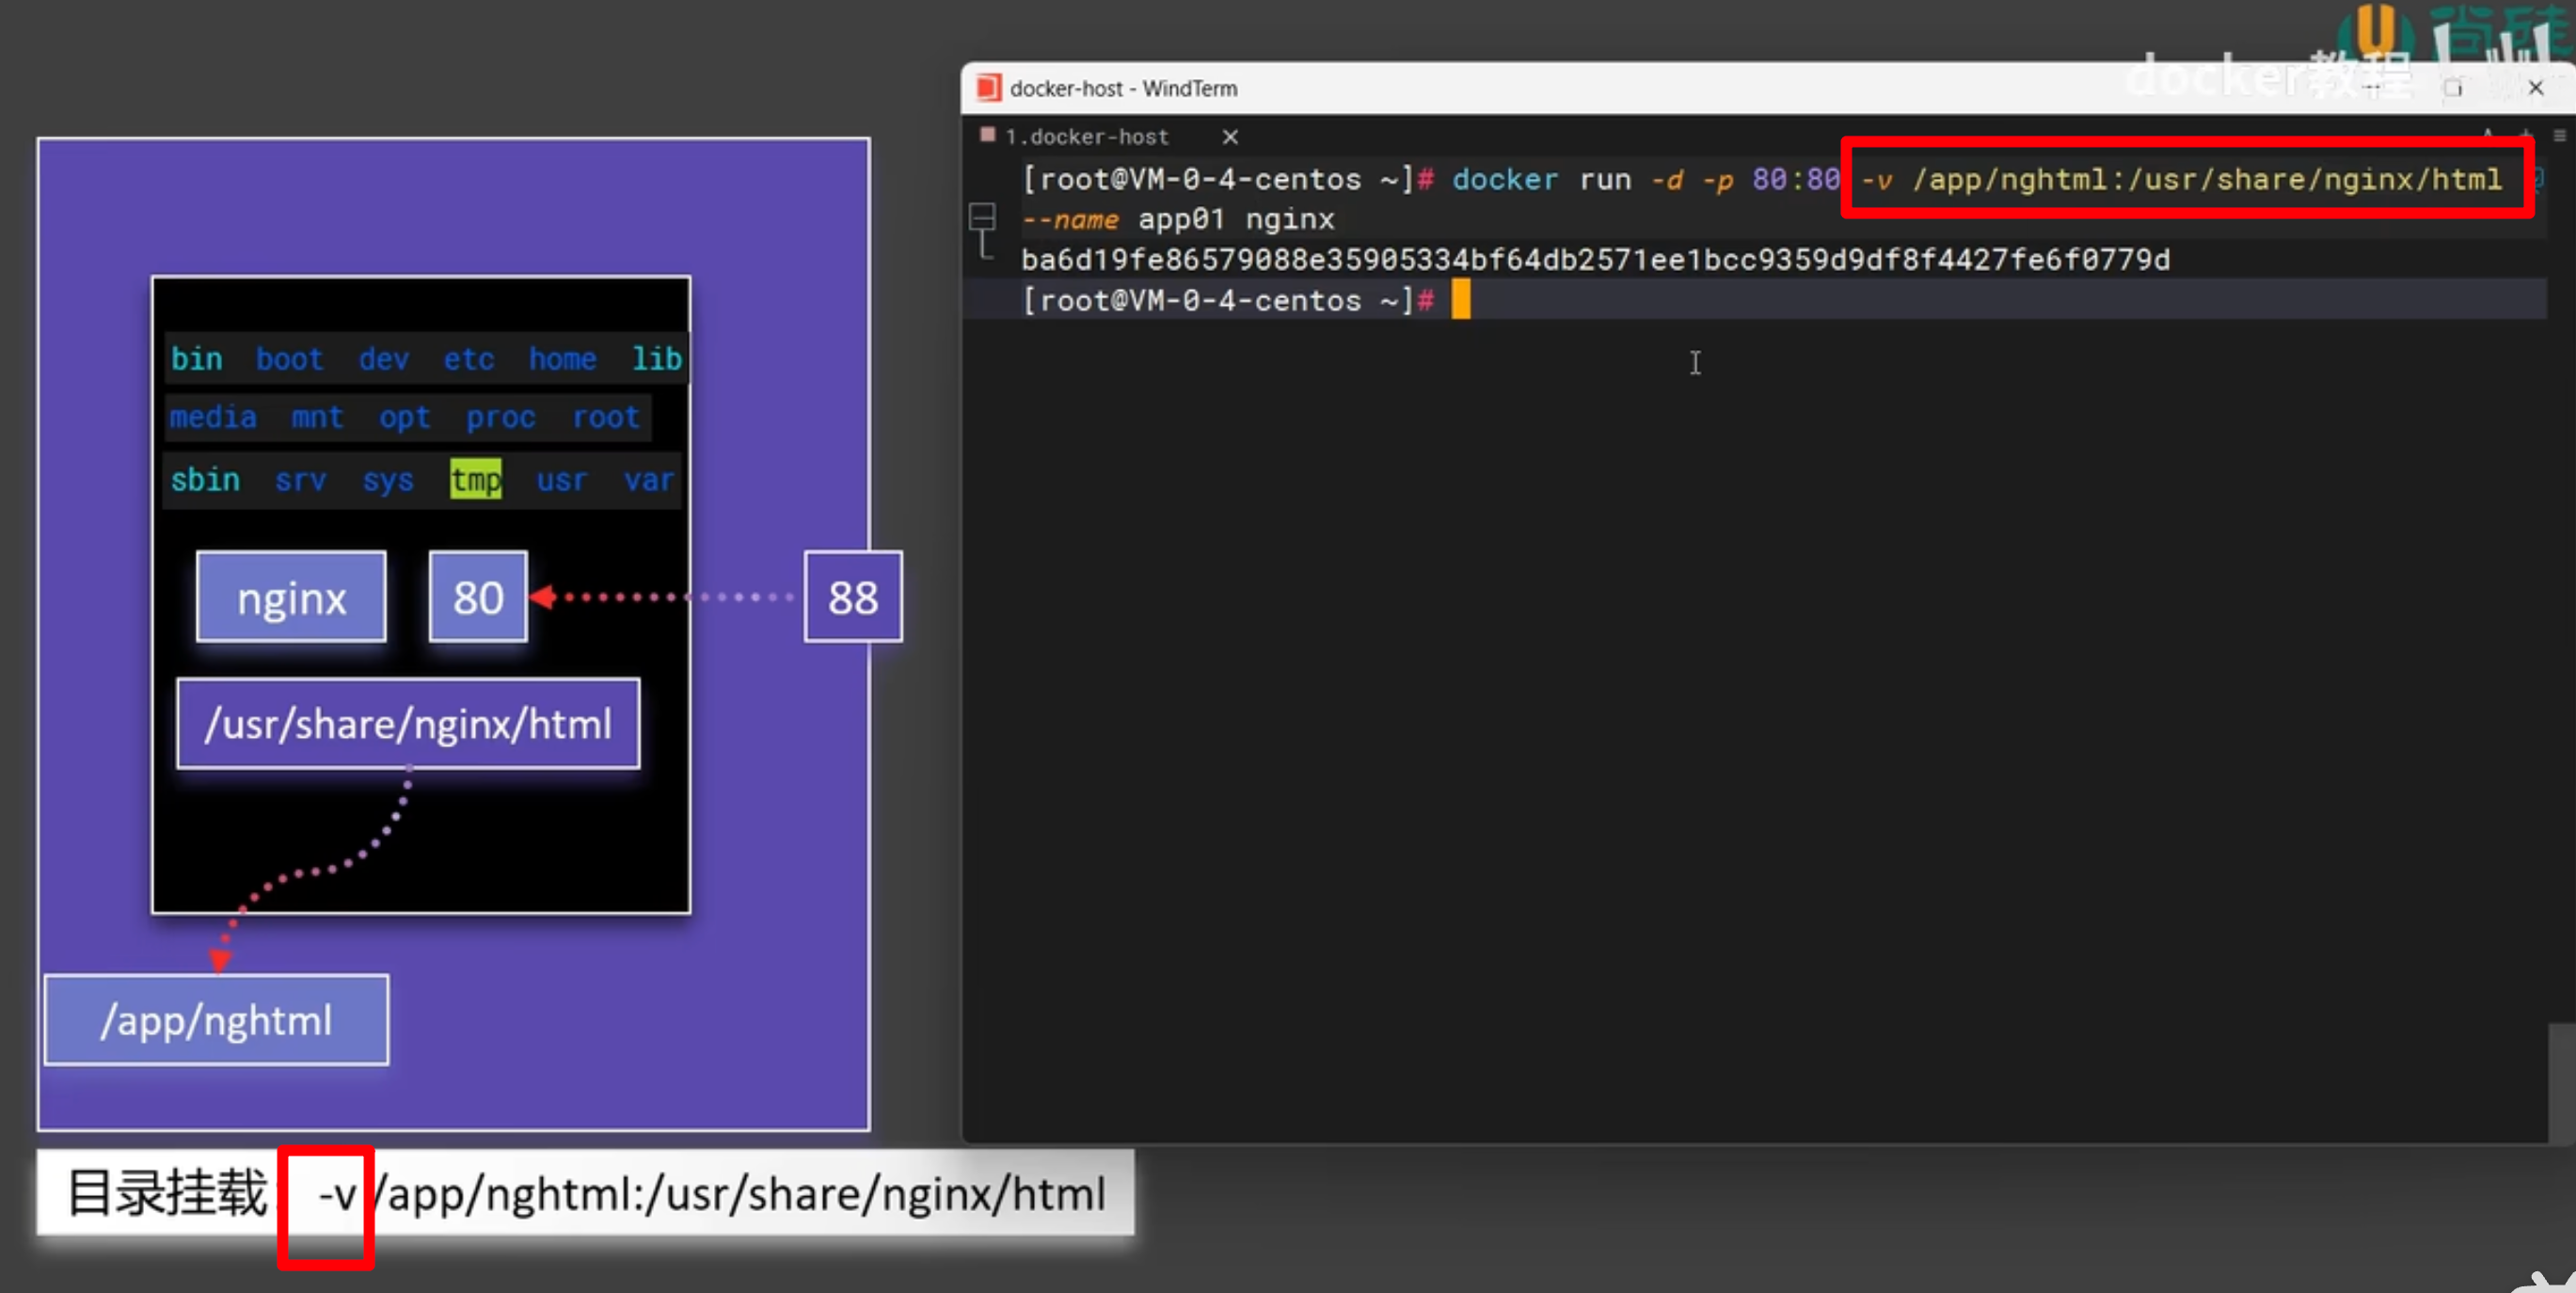 docker教程
docker-host - WindTerm
1.docker-host
[root@VM-0-4-centos ~]# docker run -d -p 80:80 -v /app/nghtml:/usr/share/nginx/html
--name app01 nginx
ba6d19fe86579088e35905334bf64db2571ee1bcc9359d9df8f4427fe6f0779d
[root@VM-0-4-centos ~]#
bin boot dev etc home lib
media mnt opt proc root
sbin srv sys tmp usr var
nginx
80
88
/usr/share/nginx/html
/app/nghtml
目录挂载: -v /app/nghtml:/usr/share/nginx/html